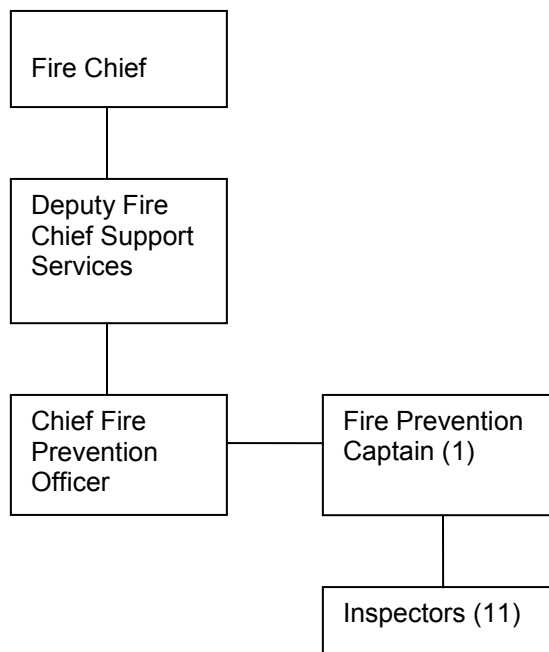 Fire Chief
Deputy Fire
Chief Support
Services
Chief Fire
Prevention
Officer
Fire Prevention
Captain (1)
Inspectors (11)